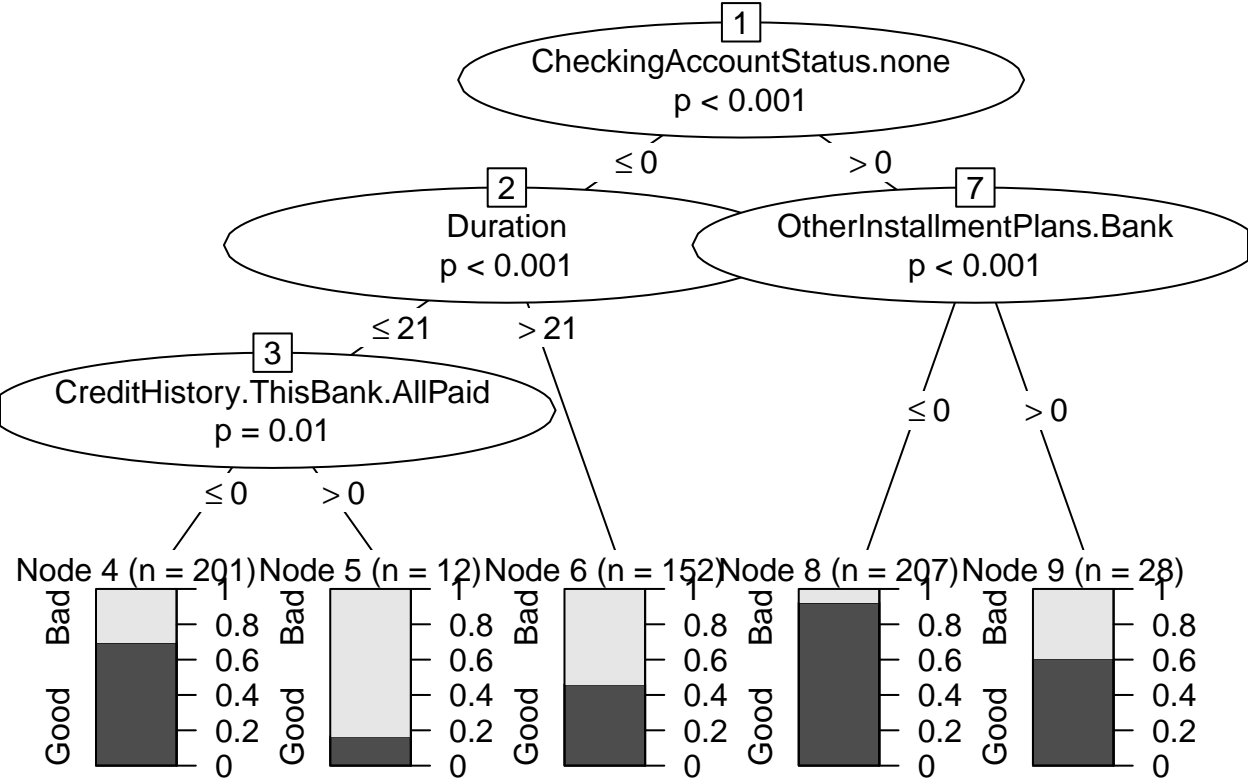 1
CheckingAccountStatus.none
p < 0.001
≤ 0
> 0
2
Duration
p < 0.001
7
OtherInstallmentPlans.Bank
p < 0.001
≤ 21
> 21
3
CreditHistory.ThisBank.AllPaid
p = 0.01
≤ 0
> 0
≤ 0
> 0
Node 4 (n = 201)
Bad
Good
1
0.8
0.6
0.4
0.2
0
Node 5 (n = 12)
Bad
Good
1
0.8
0.6
0.4
0.2
0
Node 6 (n = 152)
Bad
Good
1
0.8
0.6
0.4
0.2
0
Node 8 (n = 207)
Bad
Good
1
0.8
0.6
0.4
0.2
0
Node 9 (n = 28)
Bad
Good
1
0.8
0.6
0.4
0.2
0